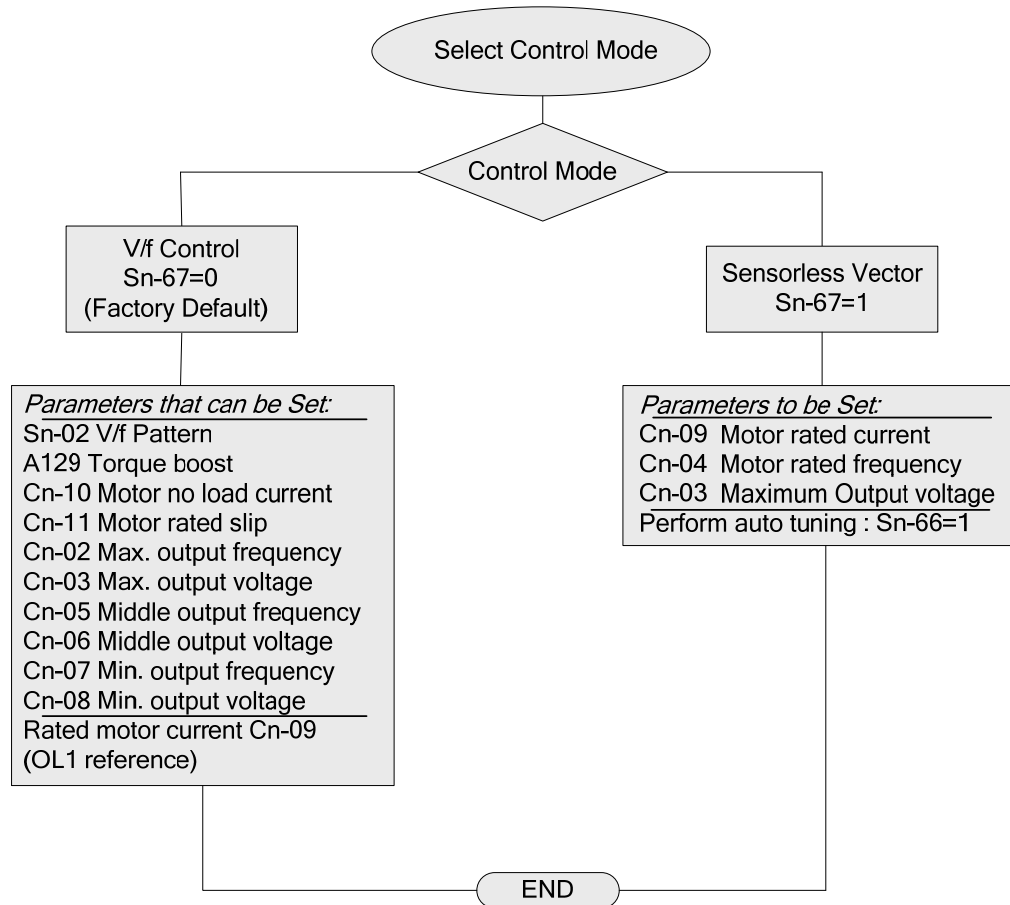 Select Control Mode
Control Mode
V/f Control
Sn-67=0
(Factory Default)
Sensorless Vector
Sn-67=1
Parameters that can be Set:
Sn-02 V/f Pattern
A129 Torque boost
Cn-10 Motor no load current
Cn-11 Motor rated slip
Cn-02 Max. output frequency
Cn-03 Max. output voltage
Cn-05 Middle output frequency
Cn-06 Middle output voltage
Cn-07 Min. output frequency
Cn-08 Min. output voltage
Rated motor current Cn-09
(OL1 reference)
Parameters to be Set:
Cn-09 Motor rated current
Cn-04 Motor rated frequency
Cn-03 Maximum Output voltage
Perform auto tuning : Sn-66=1
END